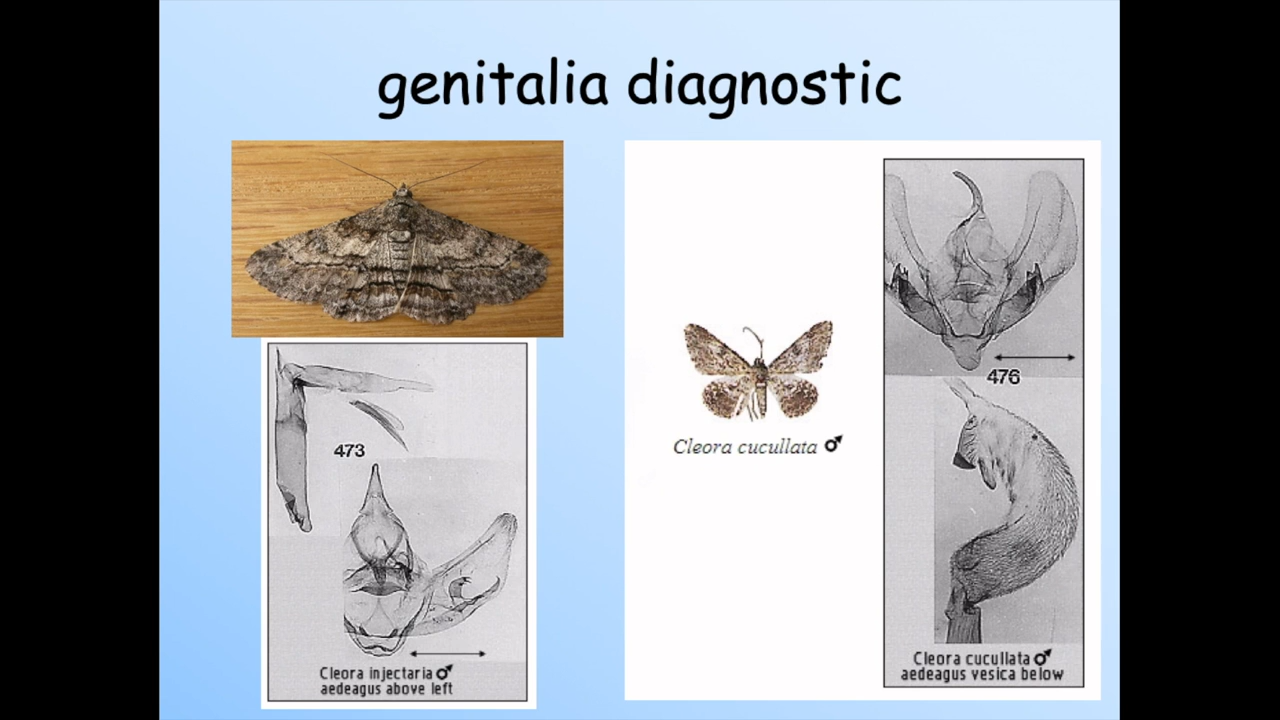 genitalia diagnostic
473
Cleora injectaria ♂
aedeagus above left
Cleora cucullata ♂
476
Cleora cucullata ♂
aedeagus vesica below